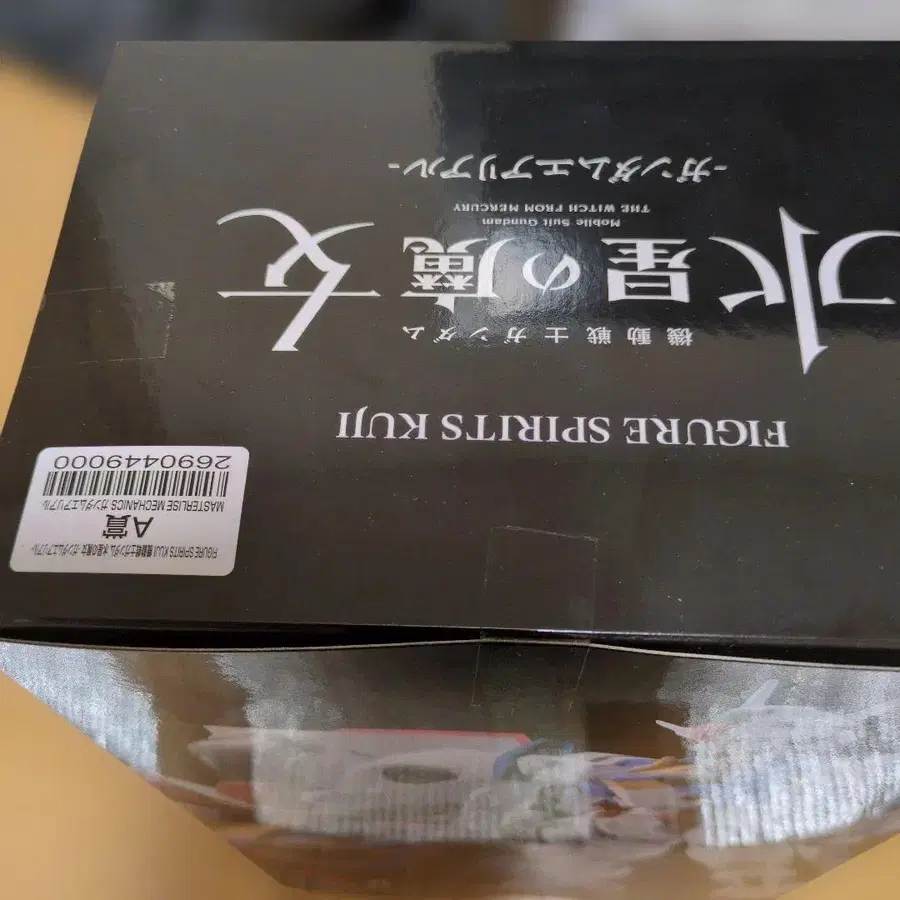 FIGURE SPIRITS KUJI
機動戦士ガンダム
水星の魔女
Mobile Suit Gundam
THE WITCH FROM MERCURY
-ガンダムエアリアル-
FIGURE SPIRITS KUJI 機動戦士ガンダム 水星の魔女 -ガンダムエアリアル-
A賞
MASTERLISE MECHANICS ガンダムエアリアル
2690449000